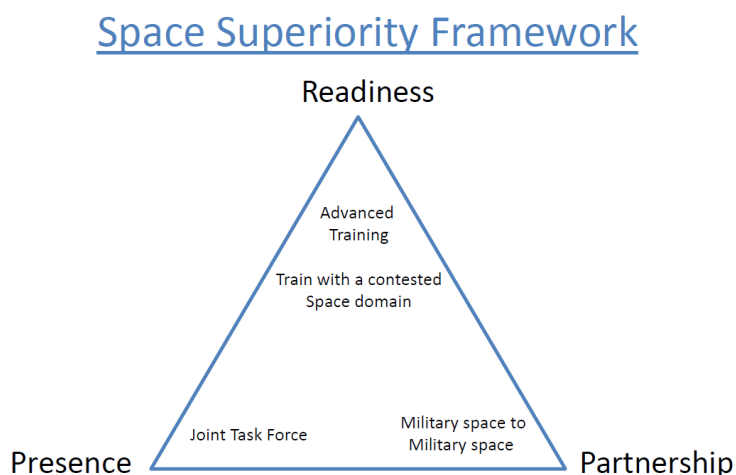 Space Superiority Framework
Readiness
Advanced
Training
Train with a contested
Space domain
Joint Task Force
Military space to
Military space
Presence
Partnership